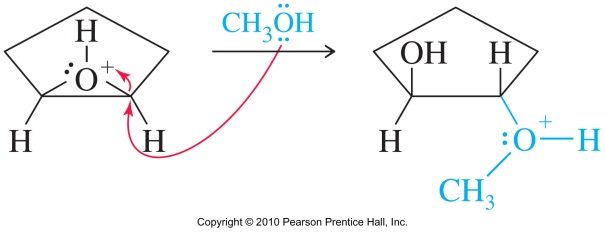 H
:O+
H
H
CH₃ÖH
OH
H
H
:O+—H
CH₃
Copyright © 2010 Pearson Prentice Hall, Inc.